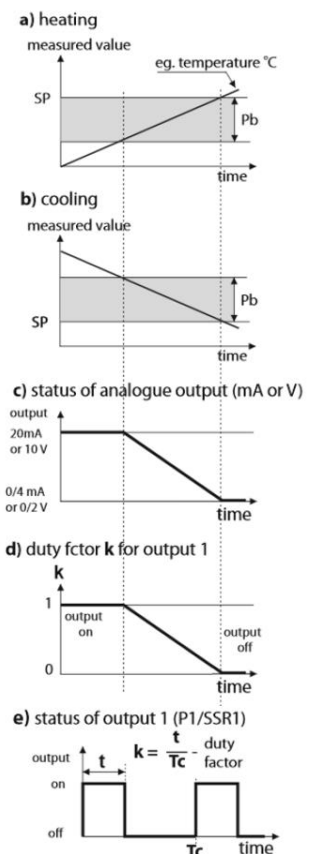 a) heating
measured value
eg. temperature °C
SP
Pb
time
b) cooling
measured value
Pb
SP
time
c) status of analogue output (mA or V)
output
20mA
or 10 V
0/4 mA
or 0/2 V
time
d) duty fctor k for output 1
k
1
output
on
output
off
0
time
e) status of output 1 (P1/SSR1)
output
t
k = t/Tc - duty
factor
on
off
Tc
time